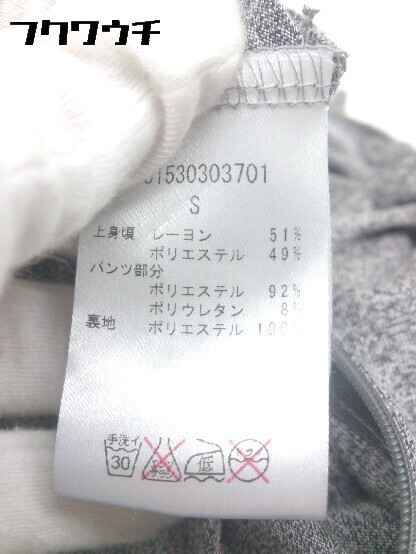 フクワウチ
01530303701
S
上身頃 レーヨン 51%
ポリエステル 49%
パンツ部分
ポリエステル 92%
ポリウレタン 8%
裏地 ポリエステル 100%
手洗イ
30
低